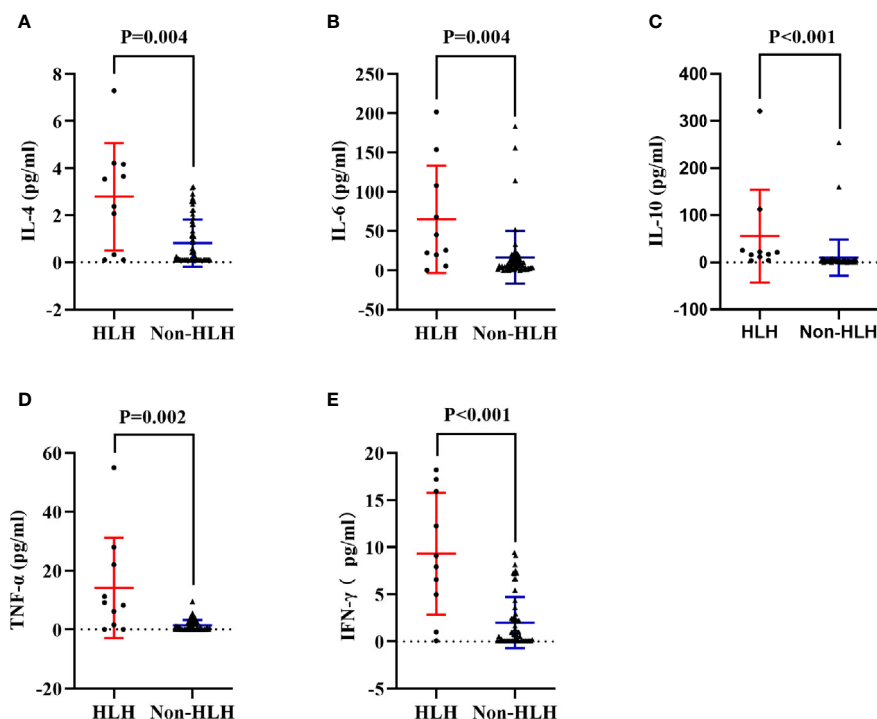 A
P=0.004
IL-4 (pg/ml)
8
6
4
2
0
-2
HLH Non-HLH
B
P=0.004
IL-6 (pg/ml)
250
200
150
100
50
0
-50
HLH Non-HLH
C
P<0.001
IL-10 (pg/ml)
400
300
200
100
0
-100
HLH Non-HLH
D
P=0.002
TNF-α (pg/ml)
60
40
20
0
-20
HLH Non-HLH
E
P<0.001
IFN-γ ( pg/ml)
20
15
10
5
0
-5
HLH Non-HLH